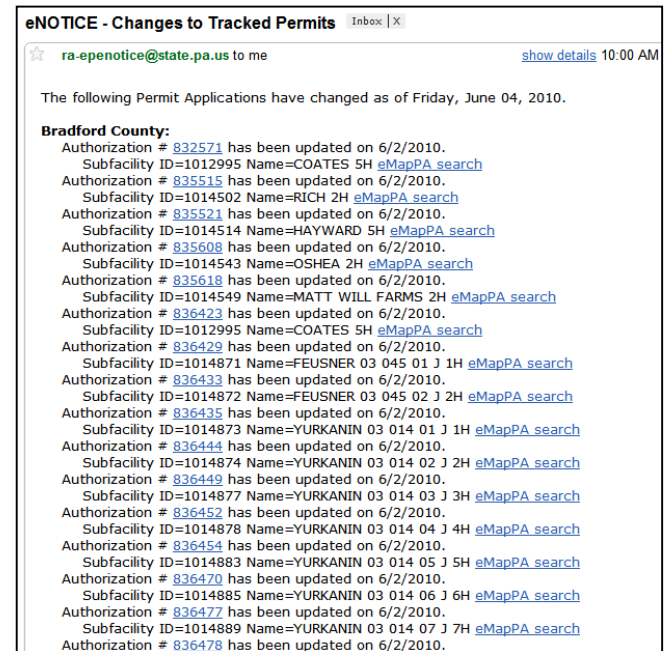 eNOTICE - Changes to Tracked Permits Inbox X
ra-epenotice@state.pa.us to me show details 10:00 AM
The following Permit Applications have changed as of Friday, June 04, 2010.
Bradford County:
Authorization # 832571 has been updated on 6/2/2010.
Subfacility ID=1012995 Name=COATES 5H eMapPA search
Authorization # 835515 has been updated on 6/2/2010.
Subfacility ID=1014502 Name=RICH 2H eMapPA search
Authorization # 835521 has been updated on 6/2/2010.
Subfacility ID=1014514 Name=HAYWARD 5H eMapPA search
Authorization # 835608 has been updated on 6/2/2010.
Subfacility ID=1014543 Name=OSHEA 2H eMapPA search
Authorization # 835618 has been updated on 6/2/2010.
Subfacility ID=1014549 Name=MATT WILL FARMS 2H eMapPA search
Authorization # 836423 has been updated on 6/2/2010.
Subfacility ID=1012995 Name=COATES 5H eMapPA search
Authorization # 836429 has been updated on 6/2/2010.
Subfacility ID=1014871 Name=FEUSNER 03 045 01 J 1H eMapPA search
Authorization # 836433 has been updated on 6/2/2010.
Subfacility ID=1014872 Name=FEUSNER 03 045 02 J 2H eMapPA search
Authorization # 836435 has been updated on 6/2/2010.
Subfacility ID=1014873 Name=YURKANIN 03 014 01 J 1H eMapPA search
Authorization # 836444 has been updated on 6/2/2010.
Subfacility ID=1014874 Name=YURKANIN 03 014 02 J 2H eMapPA search
Authorization # 836449 has been updated on 6/2/2010.
Subfacility ID=1014877 Name=YURKANIN 03 014 03 J 3H eMapPA search
Authorization # 836452 has been updated on 6/2/2010.
Subfacility ID=1014878 Name=YURKANIN 03 014 04 J 4H eMapPA search
Authorization # 836454 has been updated on 6/2/2010.
Subfacility ID=1014883 Name=YURKANIN 03 014 05 J 5H eMapPA search
Authorization # 836470 has been updated on 6/2/2010.
Subfacility ID=1014885 Name=YURKANIN 03 014 06 J 6H eMapPA search
Authorization # 836477 has been updated on 6/2/2010.
Subfacility ID=1014889 Name=YURKANIN 03 014 07 J 7H eMapPA search
Authorization # 836478 has been updated on 6/2/2010.